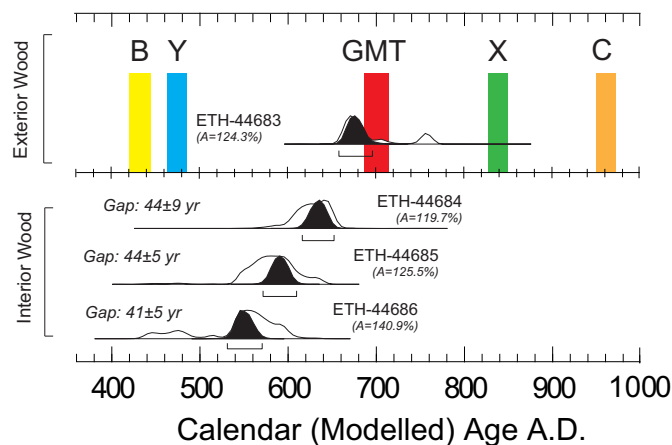 B Y GMT X C
Exterior Wood
ETH-44683
(A=124.3%)
Interior Wood
Gap: 44±9 yr
ETH-44684
(A=119.7%)
Gap: 44±5 yr
ETH-44685
(A=125.5%)
Gap: 41±5 yr
ETH-44686
(A=140.9%)
400 500 600 700 800 900 1000
Calendar (Modelled) Age A.D.